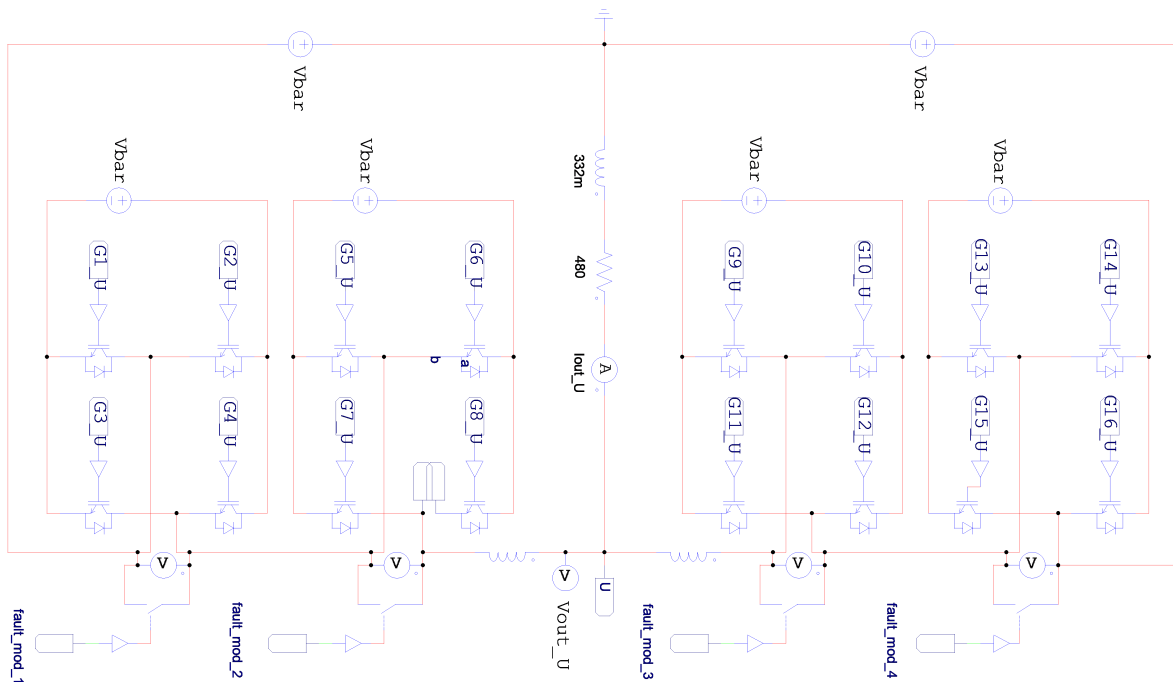 Vbar
Vbar
Vbar
Vbar
Vbar
Vbar
332m
480
Iout_U
A
G1_U
G2_U
G5_U
G6_U
G9_U
G10_U
G13_U
G14_U
b
a
G3_U
G4_U
G7_U
G8_U
G11_U
G12_U
G15_U
G16_U
V
V
V
V
V
U
Vout_U
fault_mod_1
fault_mod_2
fault_mod_3
fault_mod_4